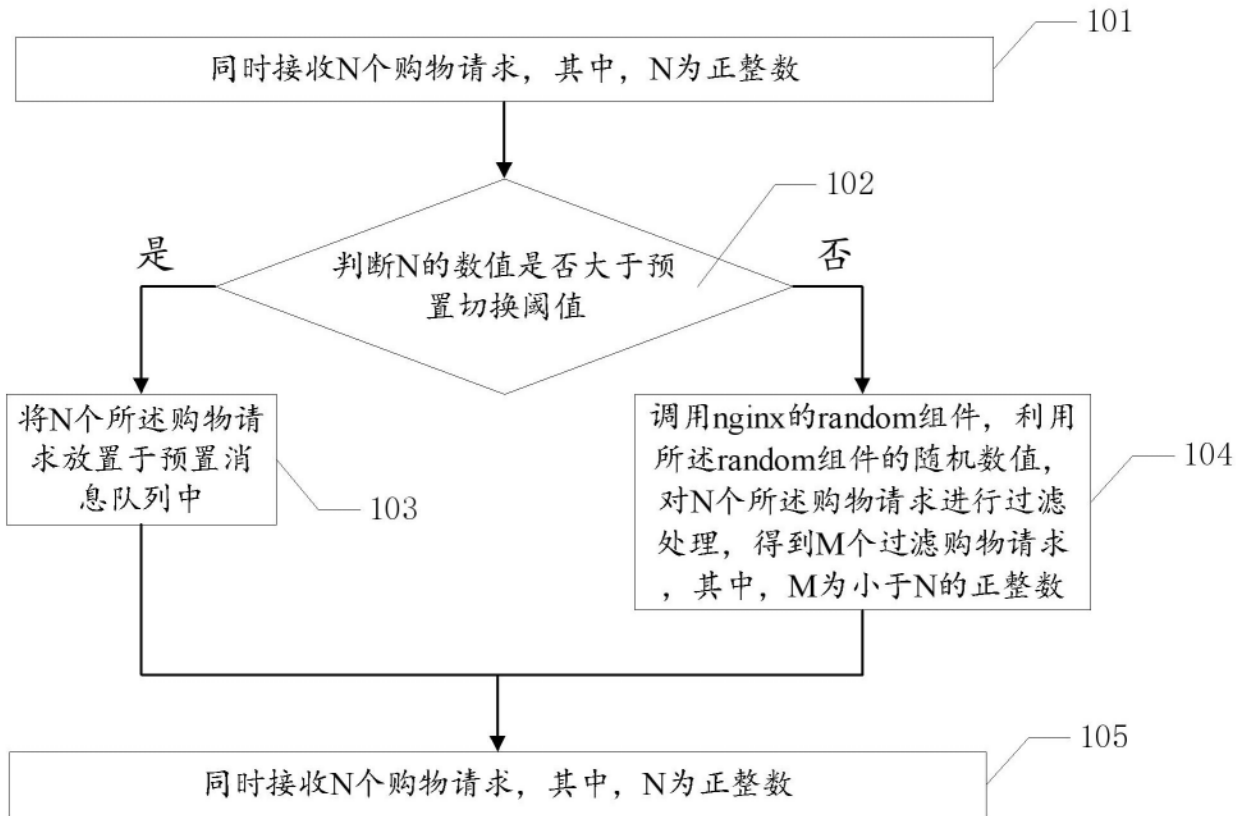 101
同时接收N个购物请求，其中，N为正整数
102
是
否
判断N的数值是否大于预
置切换阈值
将N个所述购物请
求放置于预置消
息队列中
103
调用nginx的random组件，利用
所述random组件的随机数值，
对N个所述购物请求进行过滤
处理，得到M个过滤购物请求
，其中，M为小于N的正整数
104
105
同时接收N个购物请求，其中，N为正整数